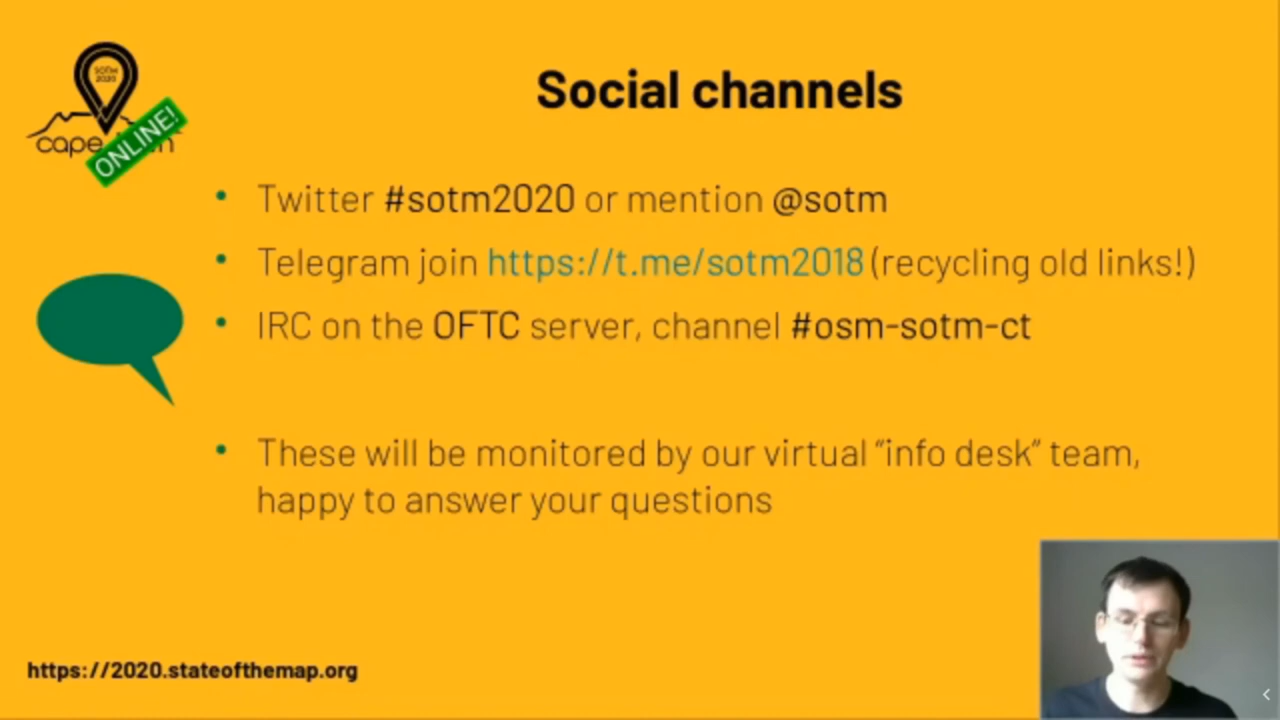 SOTM
2020
cape
ONLINE!
Social channels
• Twitter #sotm2020 or mention @sotm
• Telegram join https://t.me/sotm2018 (recycling old links!)
• IRC on the OFTC server, channel #osm-sotm-ct
• These will be monitored by our virtual “info desk” team,
happy to answer your questions
https://2020.stateofthemap.org